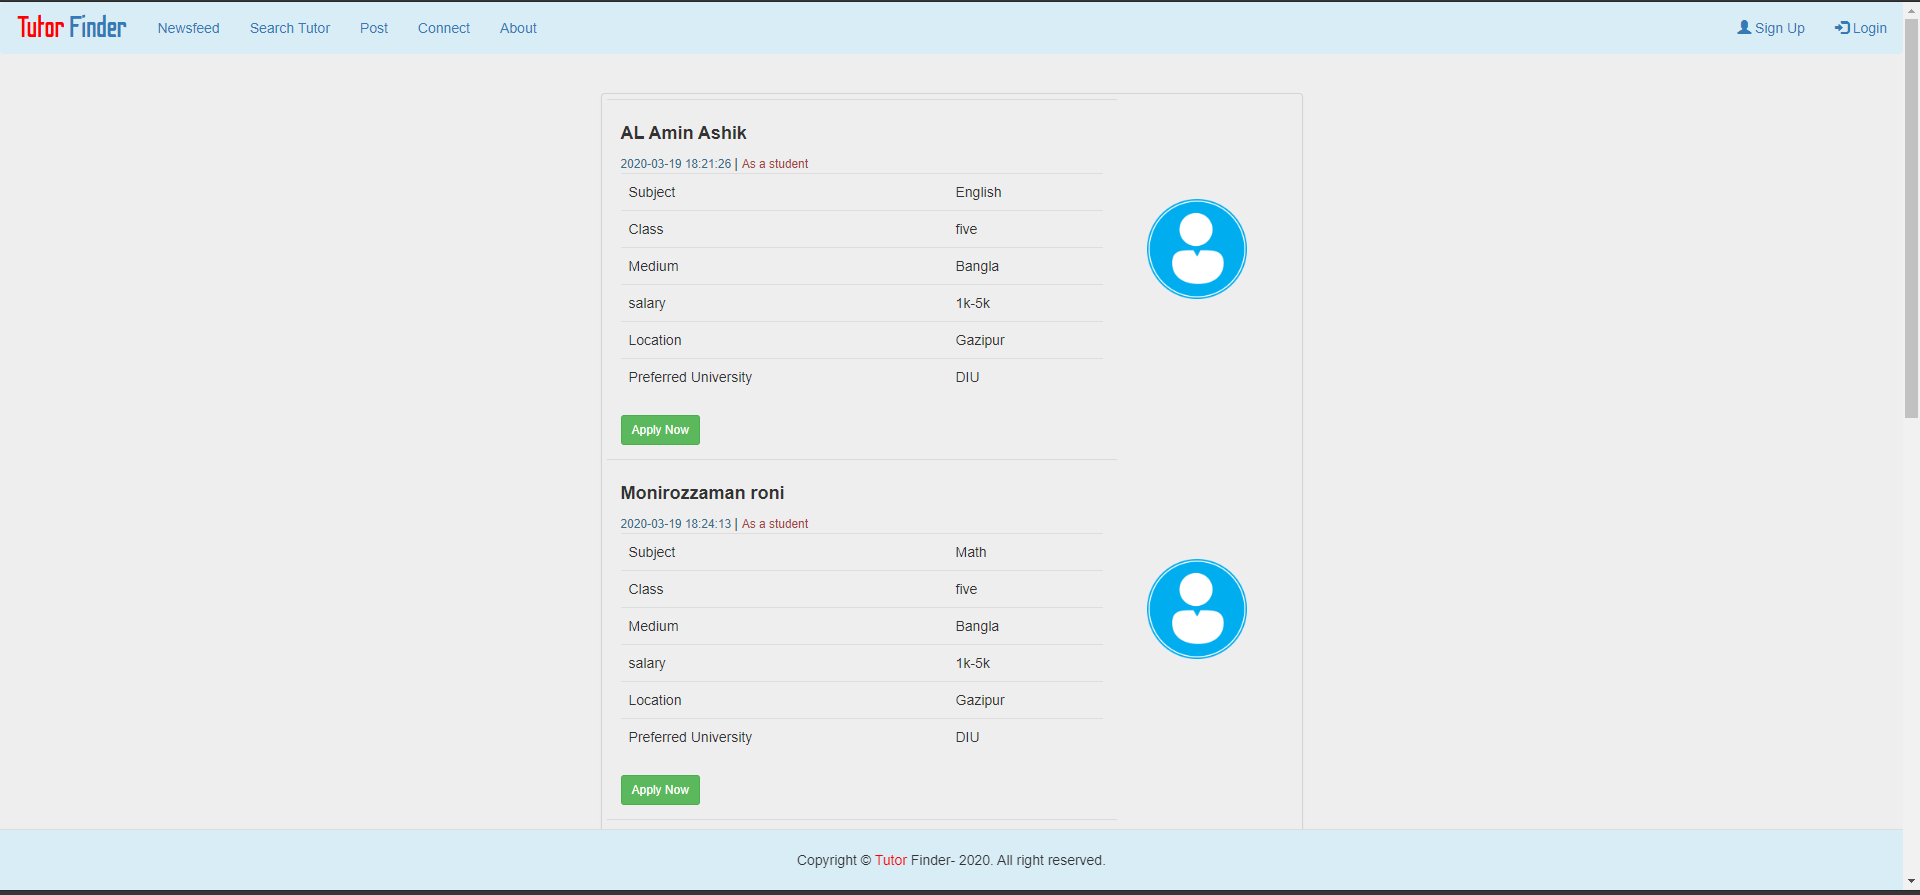 Tutor Finder Newsfeed Search Tutor Post Connect About Sign Up Login
AL Amin Ashik
2020-03-19 18:21:26 | As a student
Subject English
Class five
Medium Bangla
salary 1k-5k
Location Gazipur
Preferred University DIU
Apply Now
Monirozzaman roni
2020-03-19 18:24:13 | As a student
Subject Math
Class five
Medium Bangla
salary 1k-5k
Location Gazipur
Preferred University DIU
Apply Now
Copyright © Tutor Finder- 2020. All right reserved.